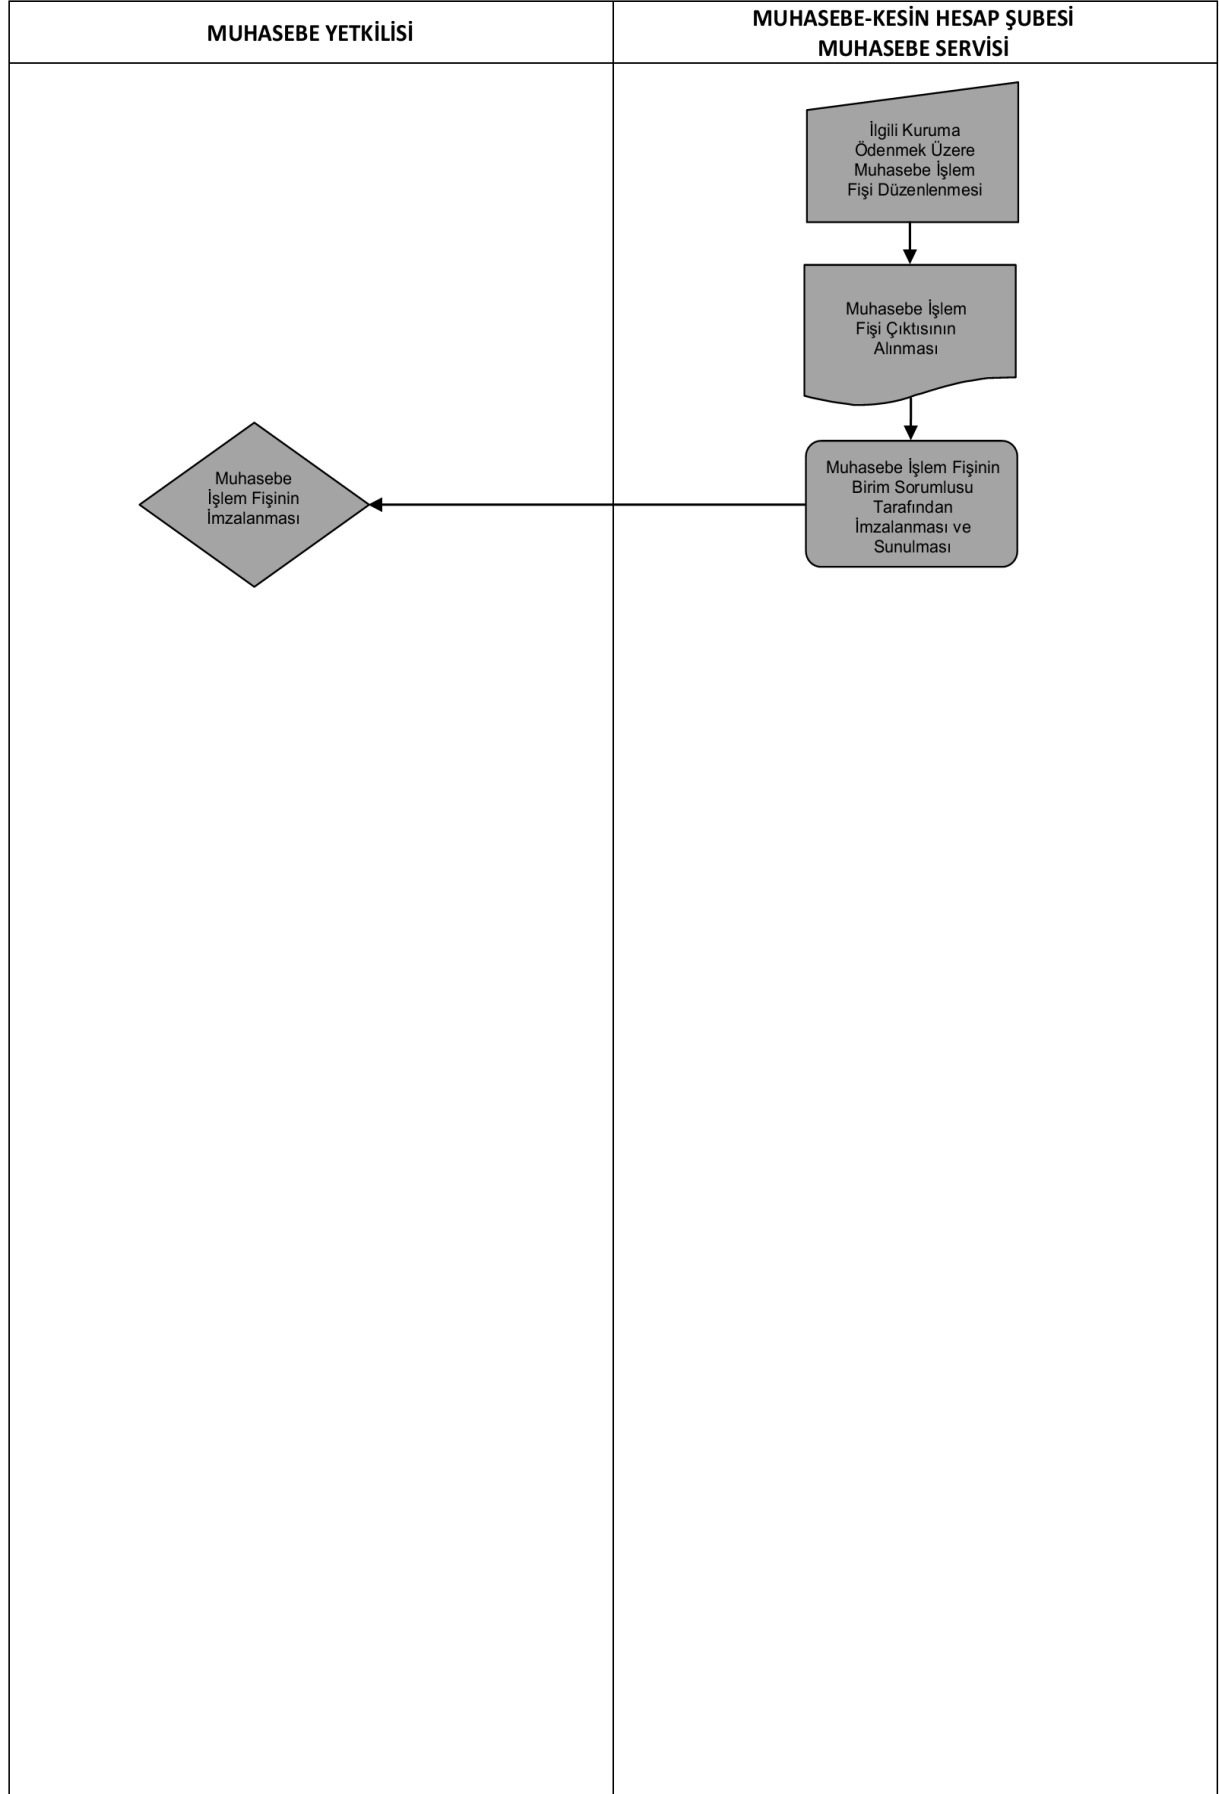 MUHASEBE YETKİLİSİ
MUHASEBE-KESİN HESAP ŞUBESİ
MUHASEBE SERVİSİ
İlgili Kuruma
Ödenmek Üzere
Muhasebe İşlem
Fişi Düzenlenmesi
Muhasebe İşlem
Fişi Çıktısının
Alınması
Muhasebe İşlem Fişinin
Birim Sorumlusu
Tarafından
İmzalanması ve
Sunulması
Muhasebe
İşlem Fişinin
İmzalanması